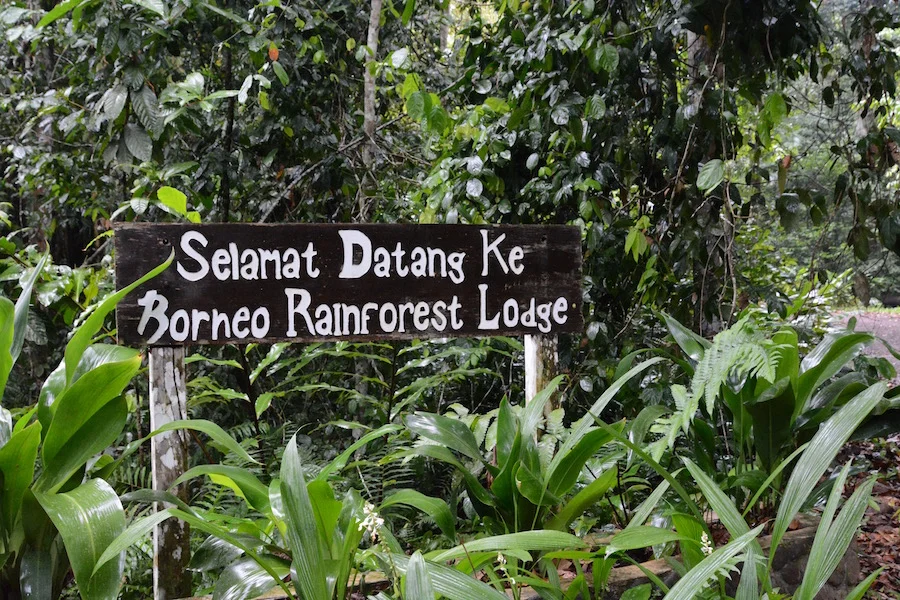 Selamat Datang Ke
Borneo Rainforest Lodge